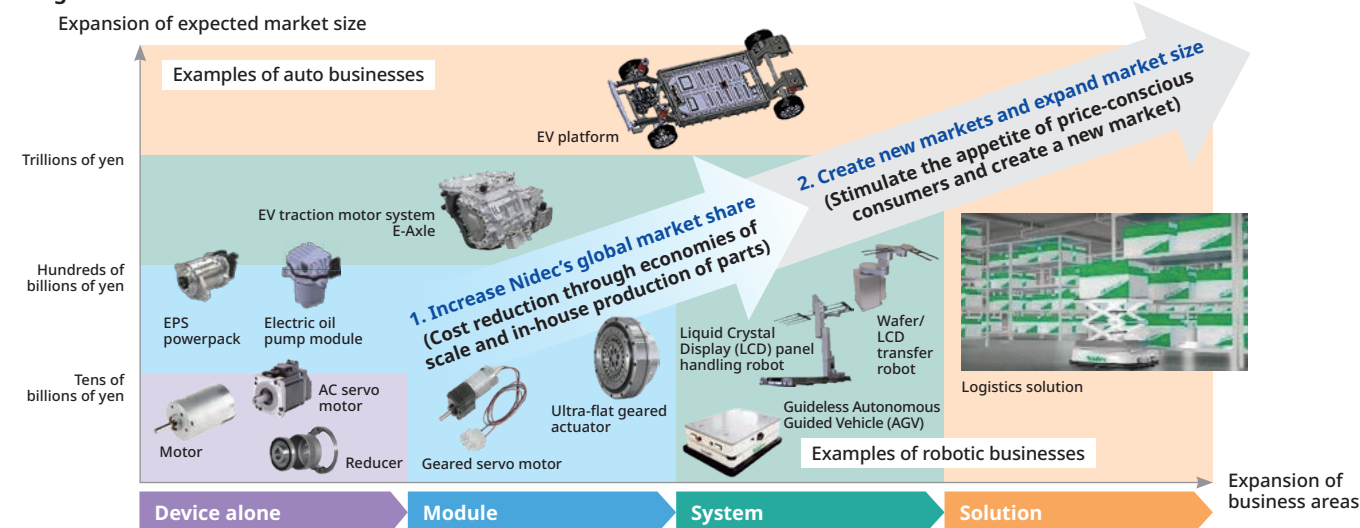 Expansion of expected market size
Examples of auto businesses
EV platform
Trillions of yen
2. Create new markets and expand market size
(Stimulate the appetite of price-conscious
consumers and create a new market)
EV traction motor system
E-Axle
1. Increase Nidec's global market share
(Cost reduction through economies of
scale and in-house production of parts)
Hundreds of
billions of yen
EPS
powerpack
Electric oil
pump module
Liquid Crystal
Display (LCD) panel
handling robot
Wafer/
LCD
transfer
robot
Nidec
Logistics solution
Tens of
billions of yen
AC servo
motor
Motor
Reducer
Ultra-flat geared
actuator
Geared servo motor
Guideless Autonomous
Guided Vehicle (AGV)
Examples of robotic businesses
Expansion of
business areas
Device alone
Module
System
Solution